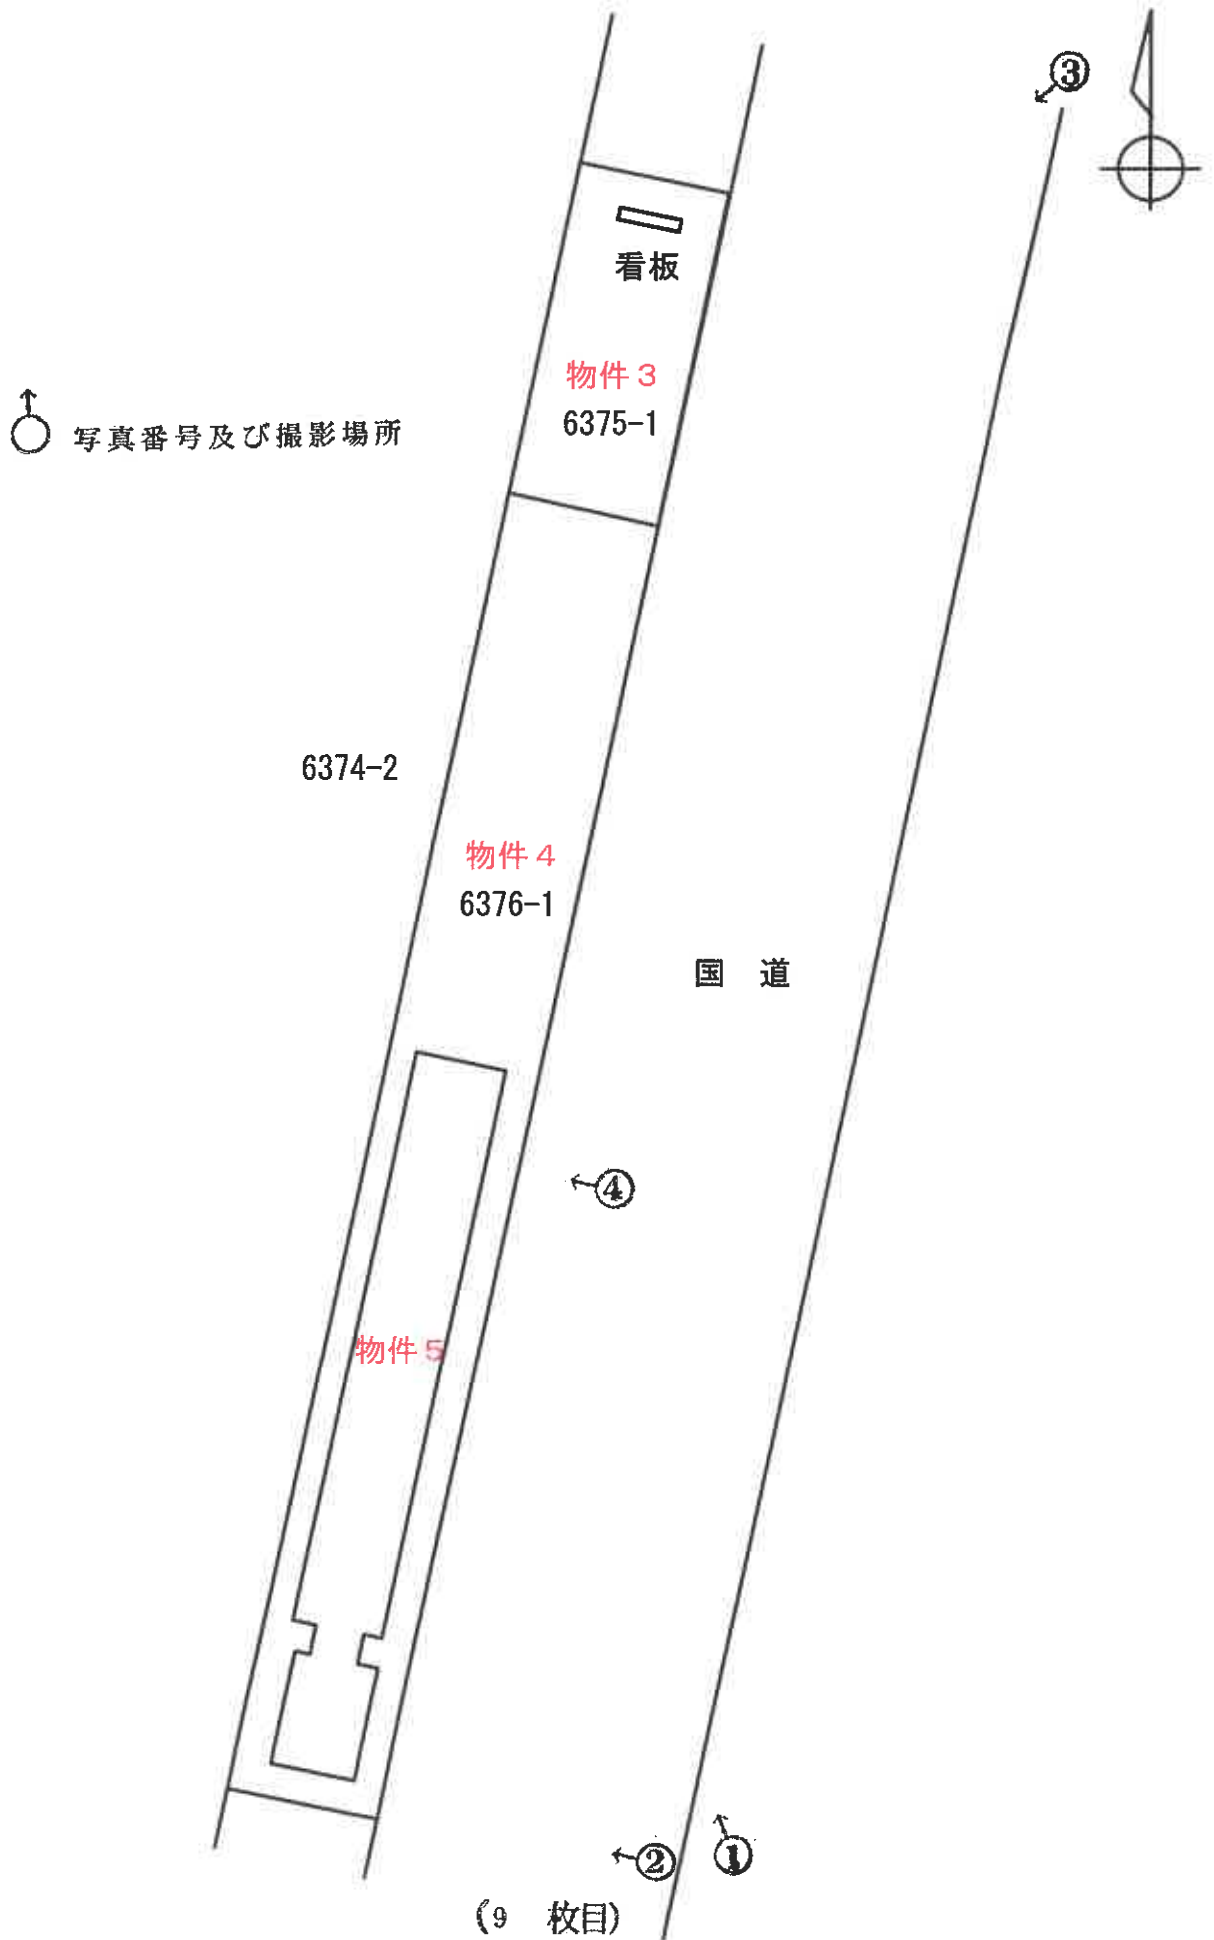 ③
看板
物件３
6375-1
写真番号及び撮影場所
6374-2
物件４
6376-1
国　道
④
物件５
②
①
(9　枚目)